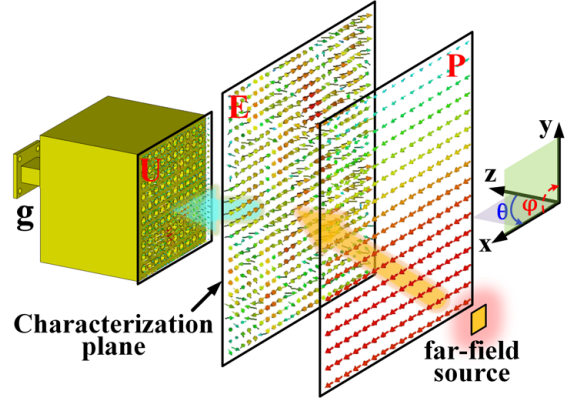 E
P
U
g
y
z
θ
φ
x
Characterization
plane
far-field
source